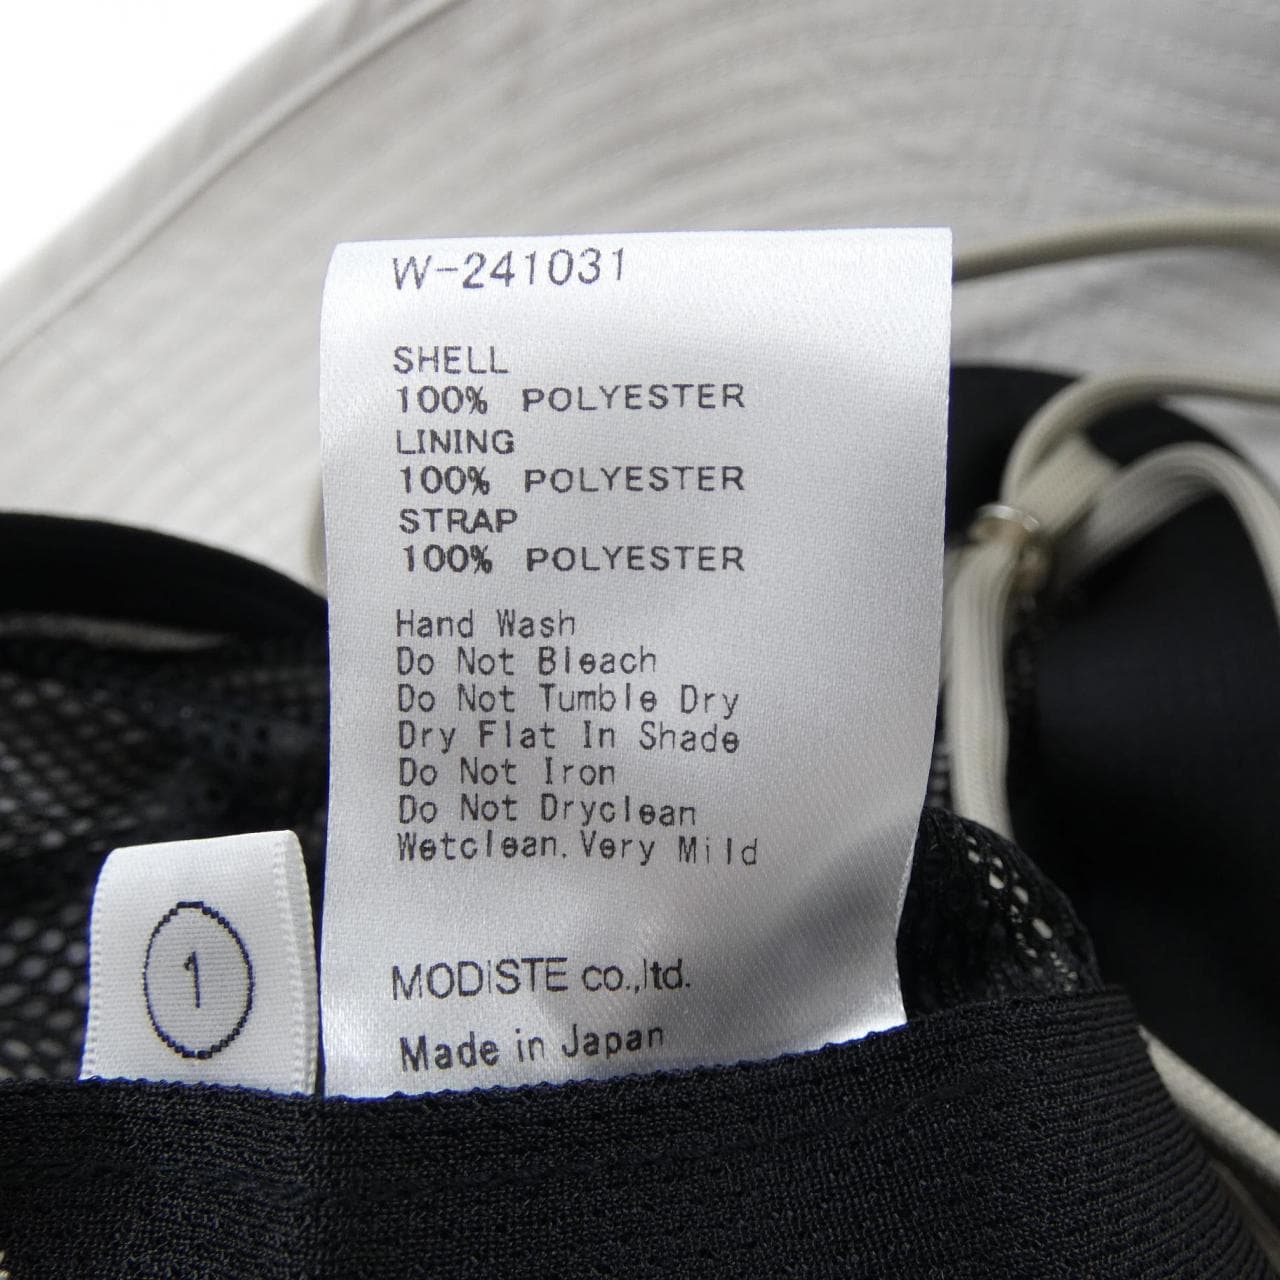 W-241031
SHELL
100% POLYESTER
LINING
100% POLYESTER
STRAP
100% POLYESTER
Hand Wash
Do Not Bleach
Do Not Tumble Dry
Dry Flat In Shade
Do Not Iron
Do Not Dryclean
Wetclean.Very Mild
MODiSTE co.,ltd.
Made in Japan
1